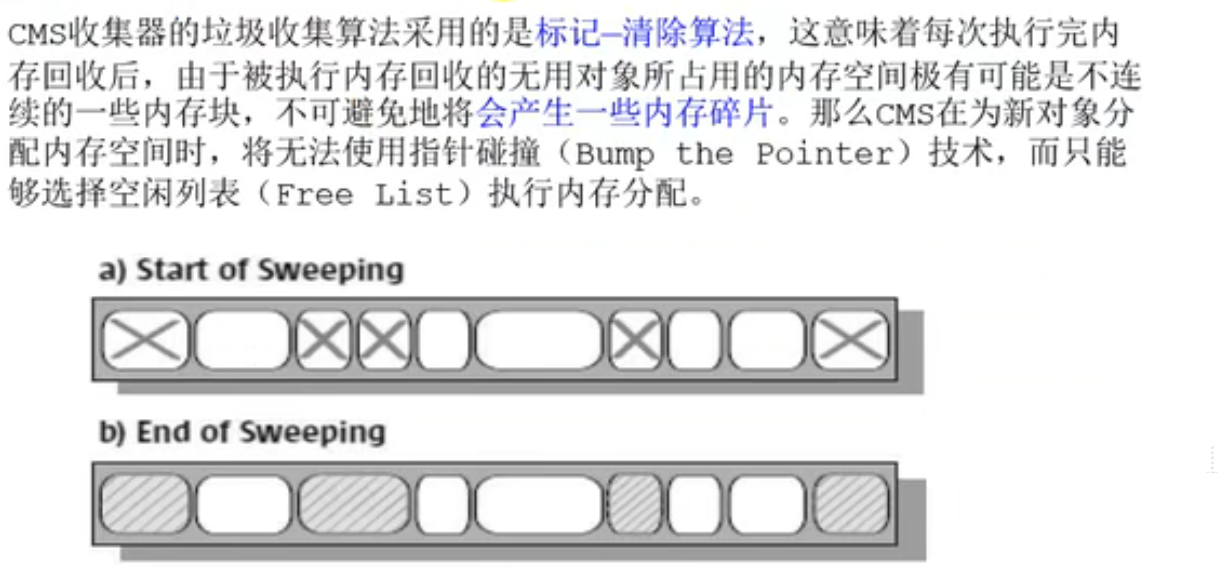 CMS收集器的垃圾收集算法采用的是标记—清除算法，这意味着每次执行完内
存回收后，由于被执行内存回收的无用对象所占用的内存空间极有可能是不连
续的一些内存块，不可避免地将会产生一些内存碎片。那么CMS在为新对象分
配内存空间时，将无法使用指针碰撞（Bump the Pointer）技术，而只能
够选择空闲列表（Free List）执行内存分配。
a) Start of Sweeping
b) End of Sweeping